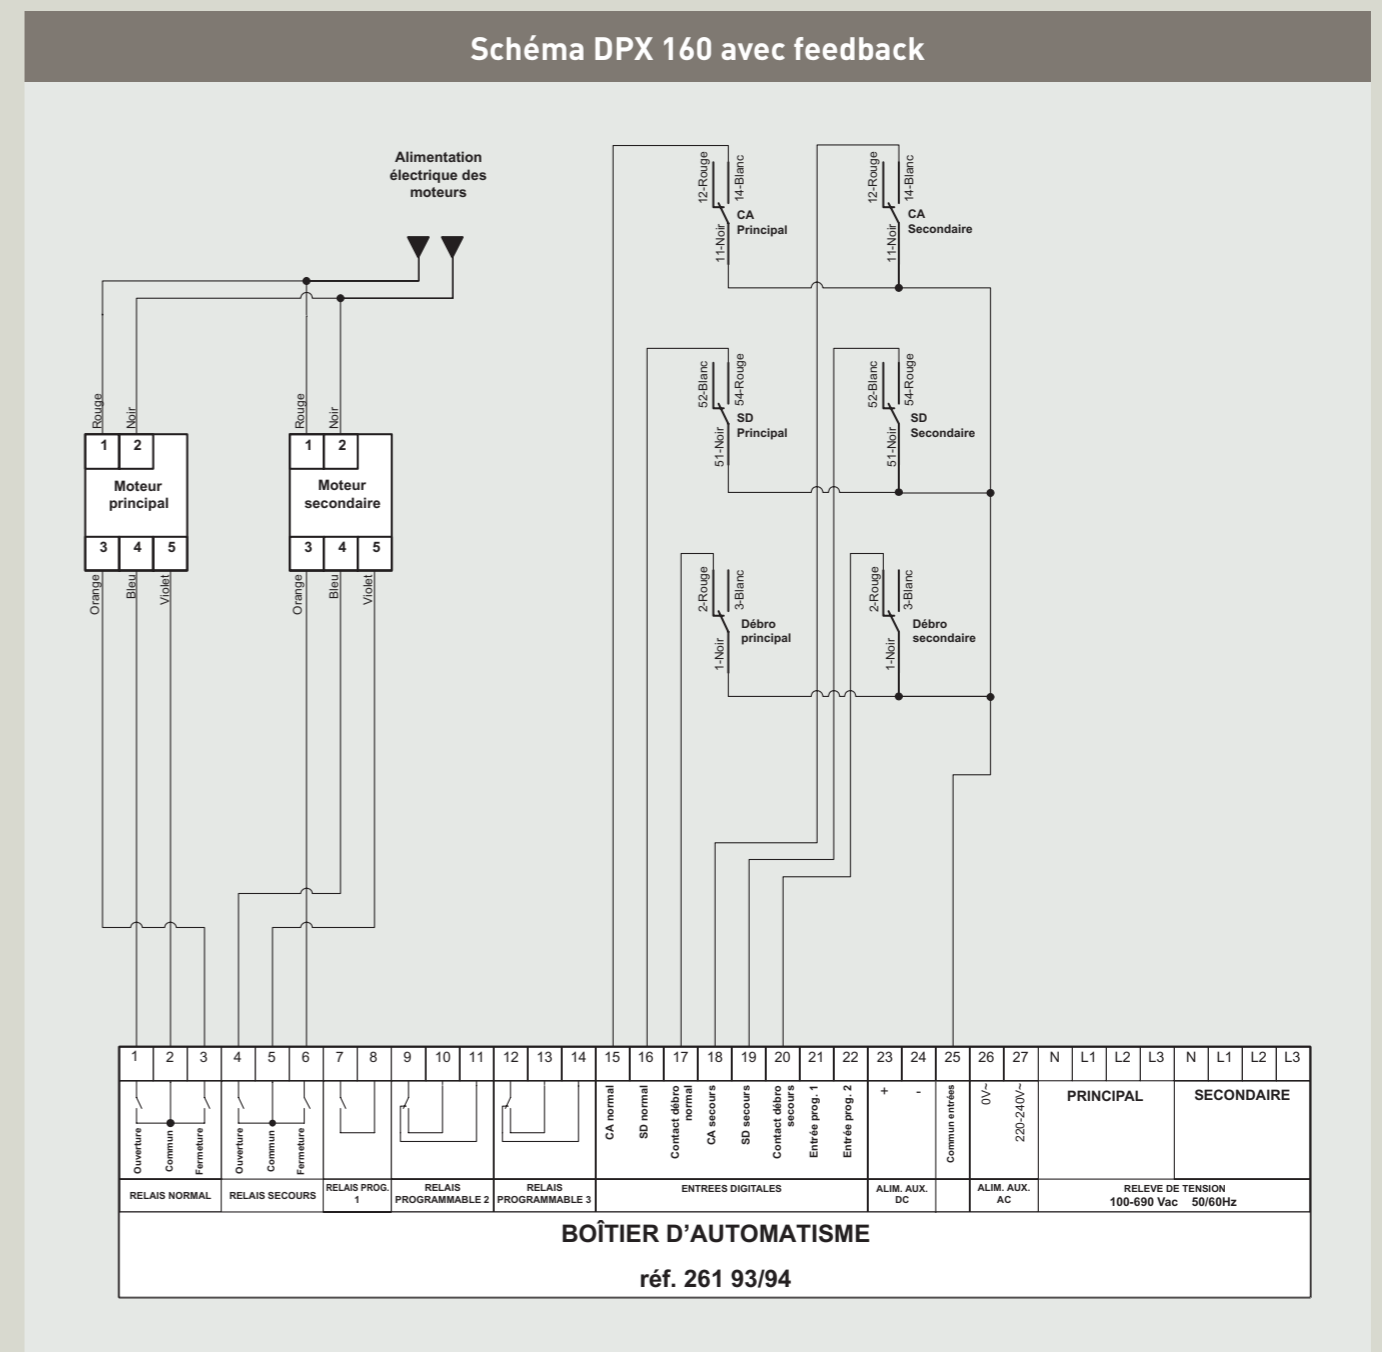 Schéma DPX 160 avec feedback
Alimentation
électrique des
moteurs
12-Rouge
14-Blanc
11-Noir
CA
Principal
12-Rouge
14-Blanc
11-Noir
CA
Secondaire
52-Blanc
54-Rouge
51-Noir
SD
Principal
52-Blanc
54-Rouge
51-Noir
SD
Secondaire
Rouge
Noir
Rouge
Noir
1 2
Moteur
principal
3 4 5
1 2
Moteur
secondaire
3 4 5
Orange
Bleu
Violet
Orange
Bleu
Violet
2-Rouge
3-Blanc
1-Noir
Débro
principal
2-Rouge
3-Blanc
1-Noir
Débro
secondaire
1 2 3 4 5 6 7 8 9 10 11 12 13 14 15 16 17 18 19 20 21 22 23 24 25 26 27 N L1 L2 L3 N L1 L2 L3
Ouverture
Commun
Fermeture
Ouverture
Commun
Fermeture
CA normal
SD normal
Contact débro
normal
CA secours
SD secours
Contact débro
secours
Entrée prog. 1
Entrée prog. 2
+
-
Commun entrées
0V~
220-240V~
PRINCIPAL
SECONDAIRE
RELAIS NORMAL
RELAIS SECOURS
RELAIS PROG.
1
RELAIS
PROGRAMMABLE 2
RELAIS
PROGRAMMABLE 3
ENTREES DIGITALES
ALIM. AUX.
DC
ALIM. AUX.
AC
RELEVE DE TENSION
100-690 Vac 50/60Hz
BOÎTIER D’AUTOMATISME
réf. 261 93/94